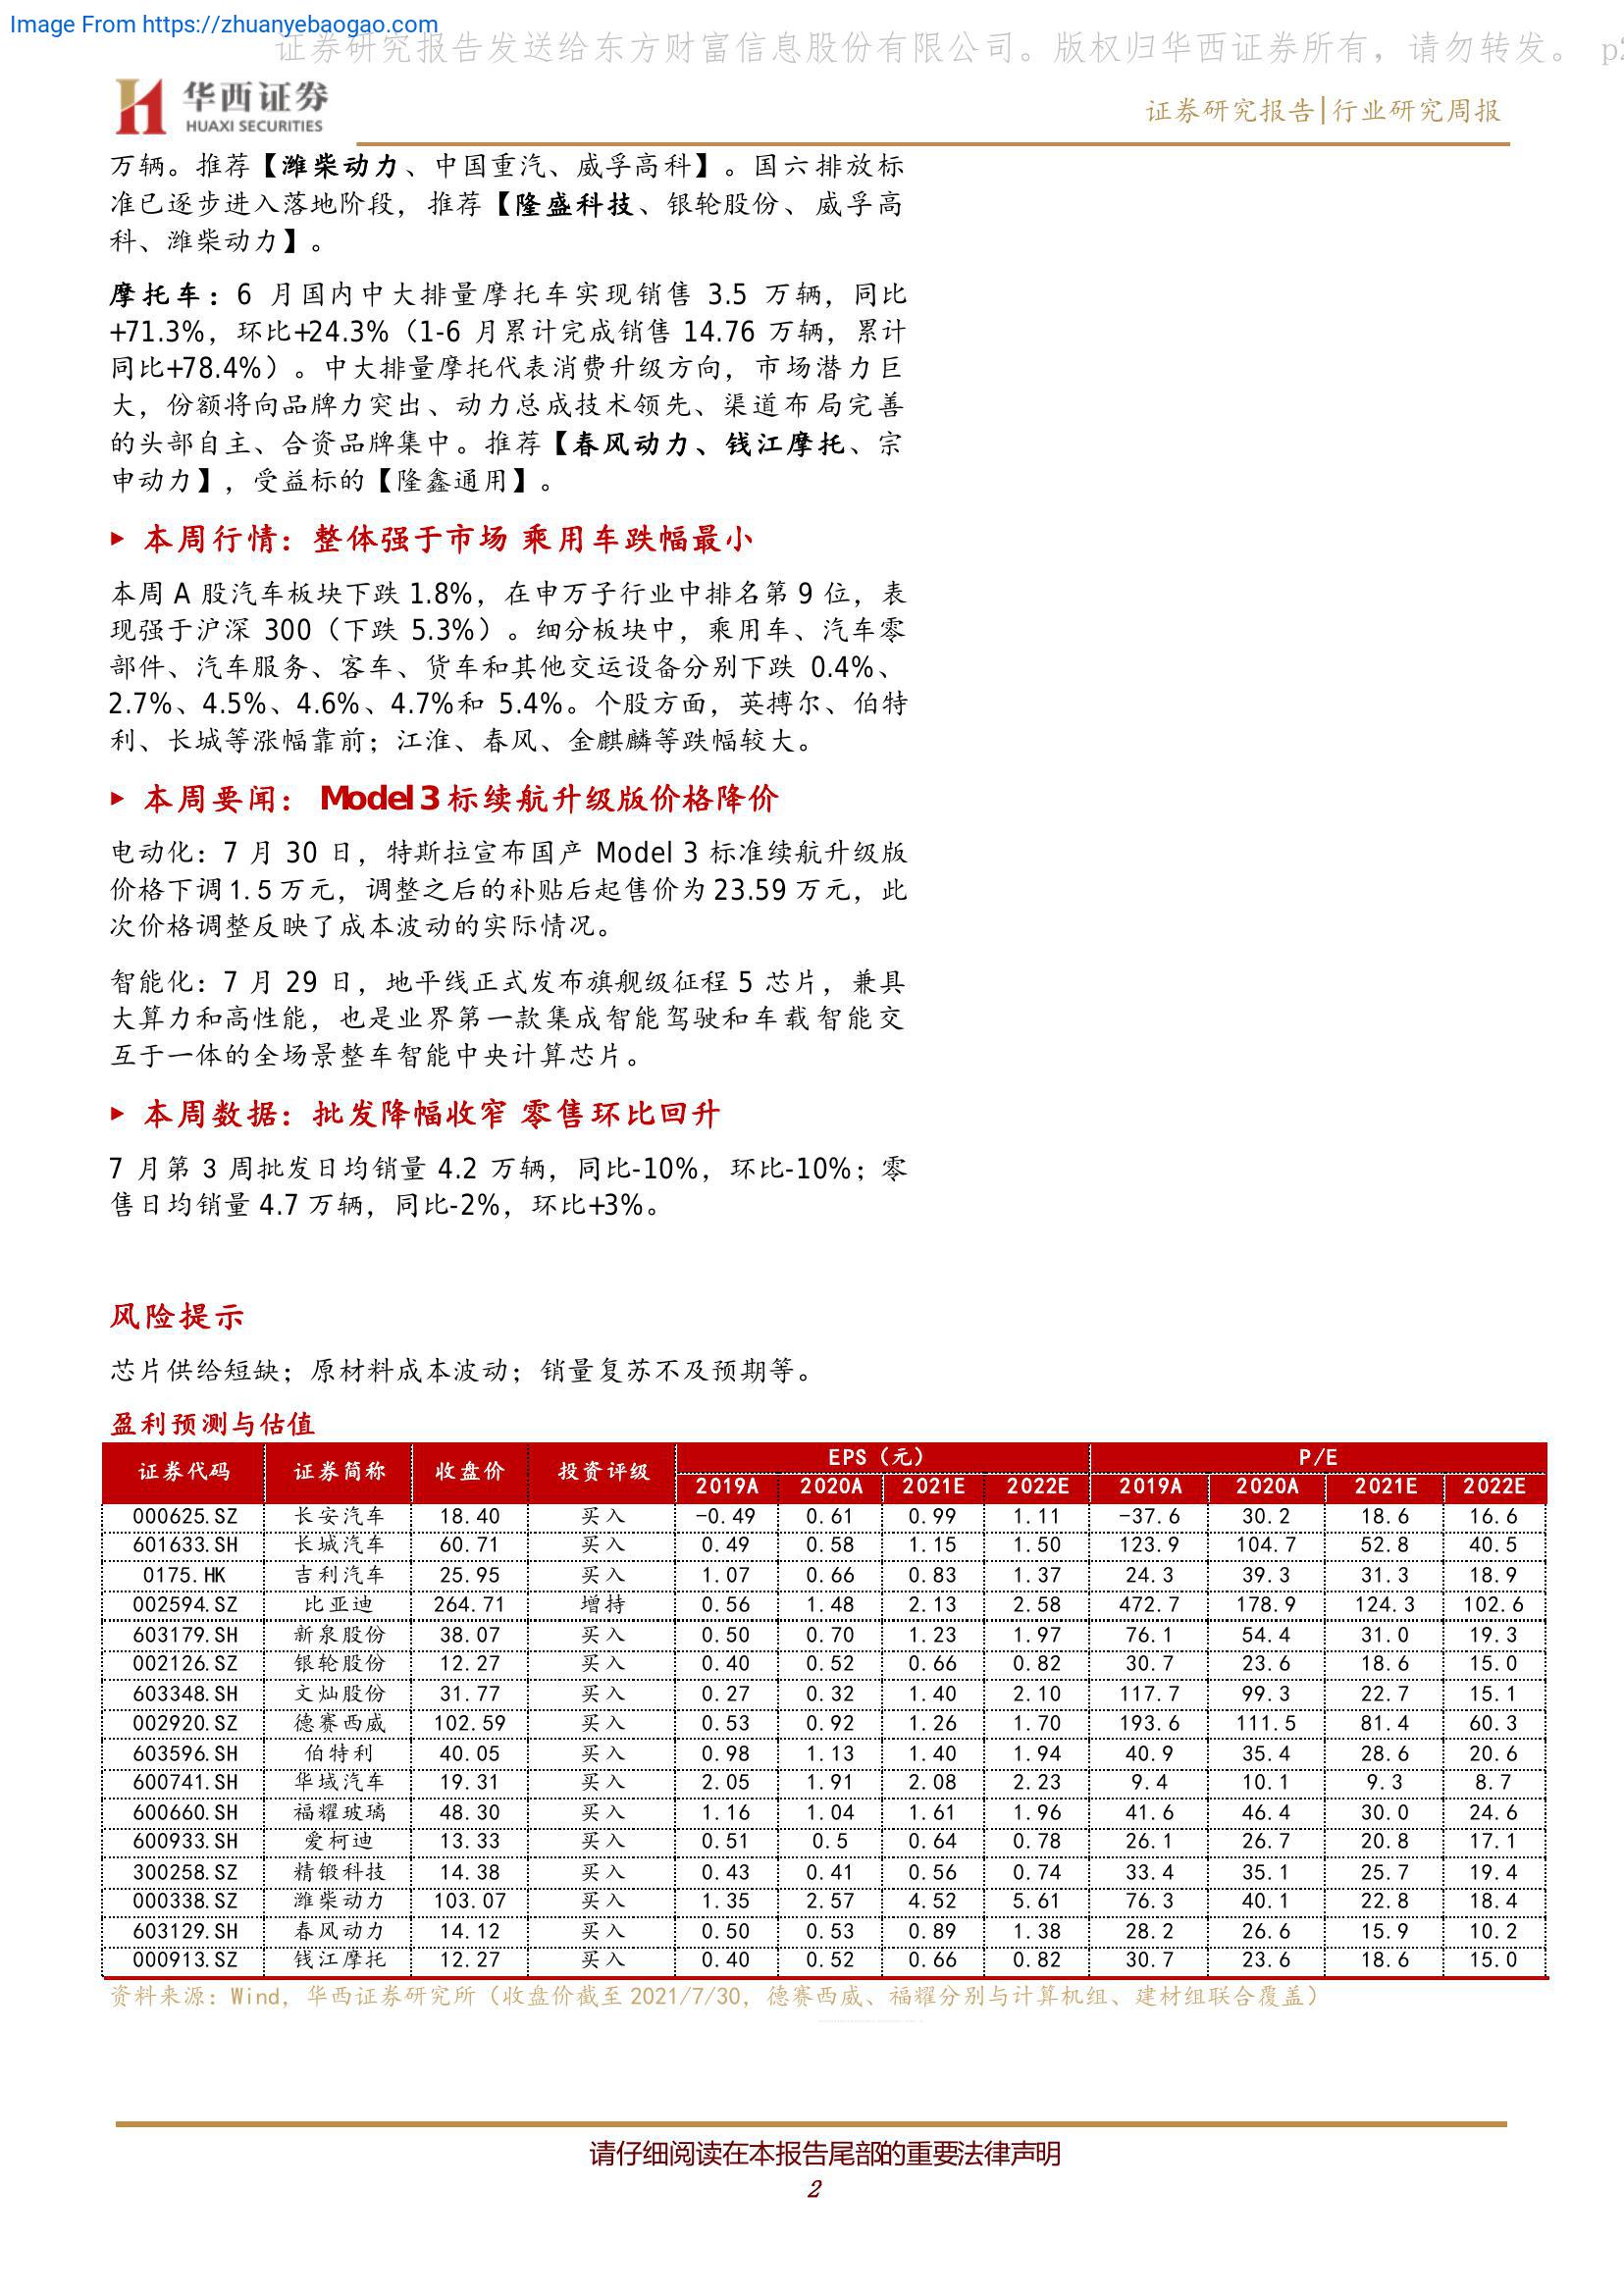 Image From https://zhuanyebaogao.com
证券研究报告发送给东方财富信息股份有限公司。版权归华西证券所有，请勿转发。 p2
华西证券
HUAXI SECURITIES
证券研究报告|行业研究周报
万辆。推荐【潍柴动力、中国重汽、威孚高科】。国六排放标
准已逐步进入落地阶段，推荐【隆盛科技、银轮股份、威孚高
科、潍柴动力】。
摩托车：6 月国内中大排量摩托车实现销售 3.5 万辆，同比
+71.3%，环比+24.3%（1-6 月累计完成销售 14.76 万辆，累计
同比+78.4%）。中大排量摩托代表消费升级方向，市场潜力巨
大，份额将向品牌力突出、动力总成技术领先、渠道布局完善
的头部自主、合资品牌集中。推荐【春风动力、钱江摩托、宗
申动力】，受益标的【隆鑫通用】。
▶ 本周行情：整体强于市场 乘用车跌幅最小
本周 A 股汽车板块下跌 1.8%，在申万子行业中排名第 9 位，表
现强于沪深 300（下跌 5.3%）。细分板块中，乘用车、汽车零
部件、汽车服务、客车、货车和其他交运设备分别下跌 0.4%、
2.7%、4.5%、4.6%、4.7%和 5.4%。个股方面，英搏尔、伯特
利、长城等涨幅靠前；江淮、春风、金麒麟等跌幅较大。
▶ 本周要闻： Model 3 标续航升级版价格降价
电动化：7 月 30 日，特斯拉宣布国产 Model 3 标准续航升级版
价格下调 1.5 万元，调整之后的补贴后起售价为 23.59 万元，此
次价格调整反映了成本波动的实际情况。
智能化：7 月 29 日，地平线正式发布旗舰级征程 5 芯片，兼具
大算力和高性能，也是业界第一款集成智能驾驶和车载智能交
互于一体的全场景整车智能中央计算芯片。
▶ 本周数据：批发降幅收窄 零售环比回升
7 月第 3 周批发日均销量 4.2 万辆，同比-10%，环比-10%；零
售日均销量 4.7 万辆，同比-2%，环比+3%。
风险提示
芯片供给短缺；原材料成本波动；销量复苏不及预期等。
盈利预测与估值
证券代码 证券简称 收盘价 投资评级 EPS（元） P/E
2019A 2020A 2021E 2022E 2019A 2020A 2021E 2022E
000625.SZ 长安汽车 18.40 买入 -0.49 0.61 0.99 1.11 -37.6 30.2 18.6 16.6
601633.SH 长城汽车 60.71 买入 0.49 0.58 1.15 1.50 123.9 104.7 52.8 40.5
0175.HK 吉利汽车 25.95 买入 1.07 0.66 0.83 1.37 24.3 39.3 31.3 18.9
002594.SZ 比亚迪 264.71 增持 0.56 1.48 2.13 2.58 472.7 178.9 124.3 102.6
603179.SH 新泉股份 38.07 买入 0.50 0.70 1.23 1.97 76.1 54.4 31.0 19.3
002126.SZ 银轮股份 12.27 买入 0.40 0.52 0.66 0.82 30.7 23.6 18.6 15.0
603348.SH 文灿股份 31.77 买入 0.27 0.32 1.40 2.10 117.7 99.3 22.7 15.1
002920.SZ 德赛西威 102.59 买入 0.53 0.92 1.26 1.70 193.6 111.5 81.4 60.3
603596.SH 伯特利 40.05 买入 0.98 1.13 1.40 1.94 40.9 35.4 28.6 20.6
600741.SH 华域汽车 19.31 买入 2.05 1.91 2.08 2.23 9.4 10.1 9.3 8.7
600660.SH 福耀玻璃 48.30 买入 1.16 1.04 1.61 1.96 41.6 46.4 30.0 24.6
600933.SH 爱柯迪 13.33 买入 0.51 0.5 0.64 0.78 26.1 26.7 20.8 17.1
300258.SZ 精锻科技 14.38 买入 0.43 0.41 0.56 0.74 33.4 35.1 25.7 19.4
000338.SZ 潍柴动力 103.07 买入 1.35 2.57 4.52 5.61 76.3 40.1 22.8 18.4
603129.SH 春风动力 14.12 买入 0.50 0.53 0.89 1.38 28.2 26.6 15.9 10.2
000913.SZ 钱江摩托 12.27 买入 0.40 0.52 0.66 0.82 30.7 23.6 18.6 15.0
资料来源：Wind，华西证券研究所（收盘价截至 2021/7/30，德赛西威、福耀分别与计算机组、建材组联合覆盖）
请仔细阅读在本报告尾部的重要法律声明
2